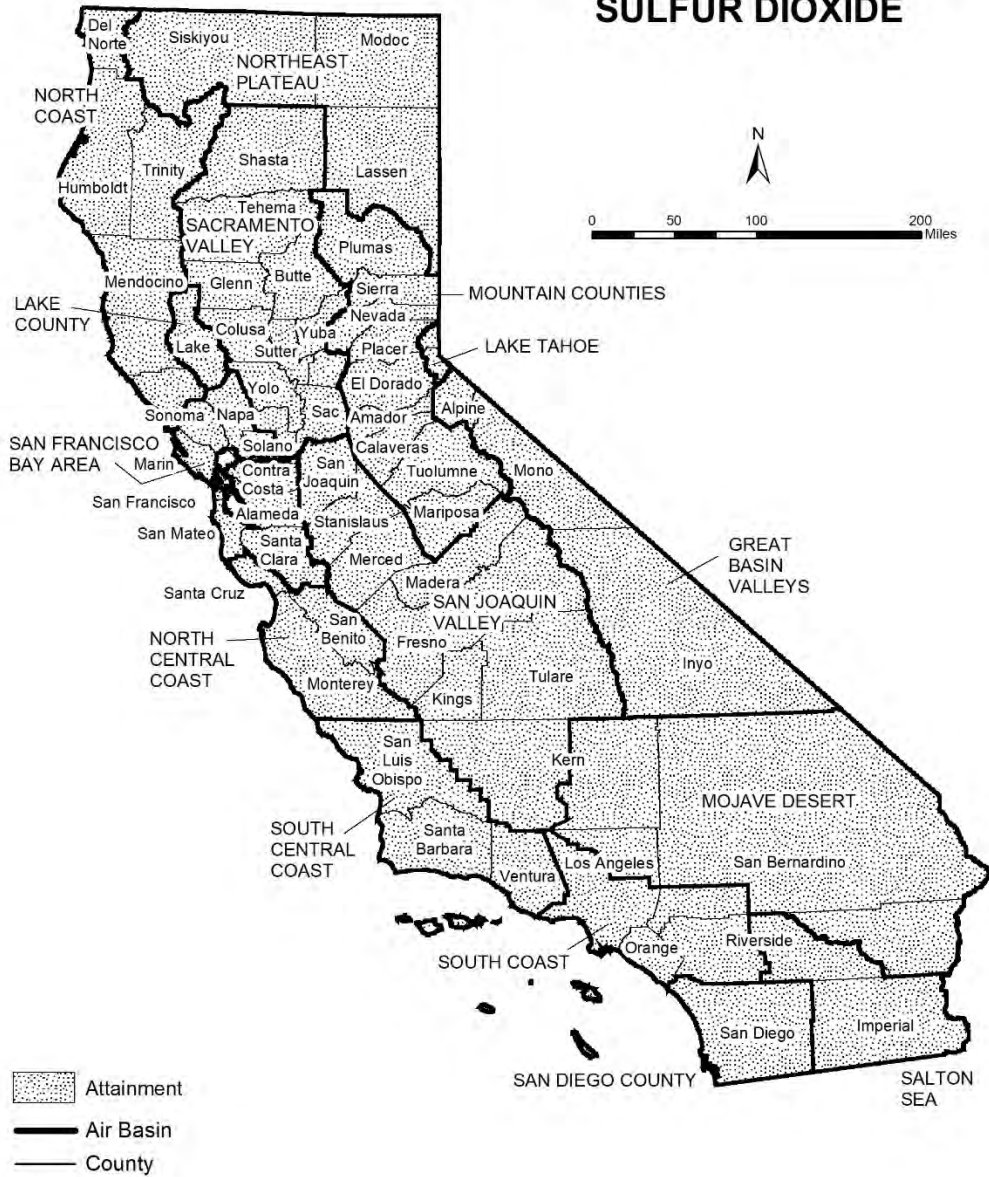 SULFUR DIOXIDE
Del
Norte
Siskiyou
Modoc
NORTHEAST
PLATEAU
NORTH
COAST
N
Trinity
Shasta
Lassen
Humboldt
0 50 100 200
Miles
Tehema
SACRAMENTO
VALLEY
Plumas
Mendocino
Glenn
Butte
Sierra
MOUNTAIN COUNTIES
LAKE
COUNTY
Nevada
Colusa
Yuba
Lake
Sutter
Placer
LAKE TAHOE
Yolo
El Dorado
Sonoma
Napa
Sac
Amador
Alpine
SAN FRANCISCO
BAY AREA
Solano
Calaveras
Marin
Contra
Costa
San
Joaquin
Tuolumne
Mono
San Francisco
Alameda
Stanislaus
Mariposa
San Mateo
Santa
Clara
Merced
GREAT
BASIN
VALLEYS
Santa Cruz
Madera
SAN JOAQUIN
VALLEY
San
Benito
NORTH
CENTRAL
COAST
Fresno
Inyo
Monterey
Kings
Tulare
San
Luis
Obispo
Kern
MOJAVE DESERT
SOUTH
CENTRAL
COAST
Santa
Barbara
Ventura
Los Angeles
San Bernardino
Orange
Riverside
SOUTH COAST
San Diego
Imperial
SAN DIEGO COUNTY
SALTON
SEA
Attainment
Air Basin
County